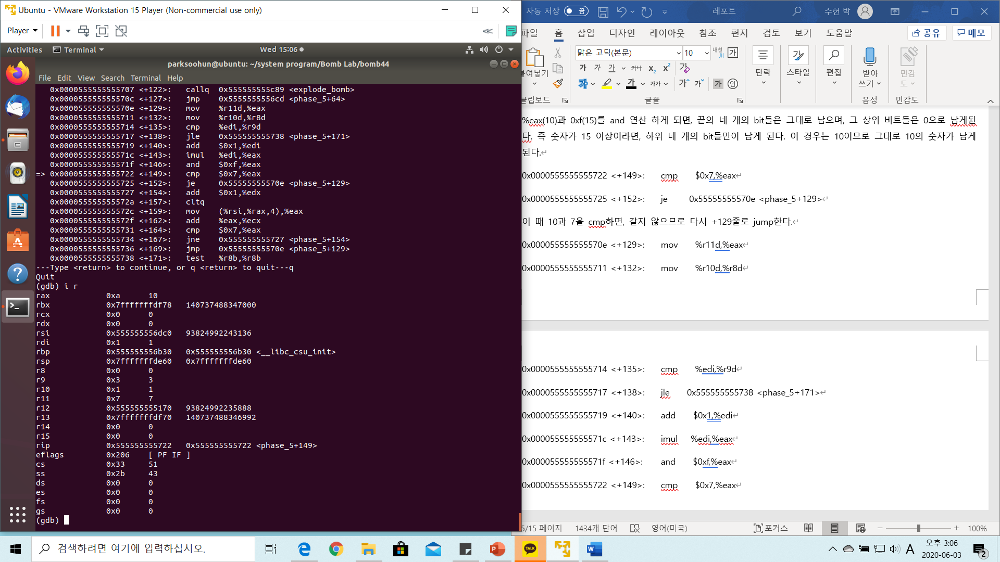 Ubuntu - VMware Workstation 15 Player (Non-commercial use only)
Player
Activities
Terminal
Wed 15:06
parksoohun@ubuntu: ~/system program/Bomb Lab/bomb44
File Edit View Search Terminal Help
0x0000555555555707 <+122>: callq 0x555555555c89 <explode_bomb>
0x000055555555570c <+127>: jmp 0x5555555556cd <phase_5+64>
0x000055555555570e <+129>: mov %r11d,%eax
0x0000555555555711 <+132>: mov %r10d,%r8d
0x0000555555555714 <+135>: cmp %edi,%r9d
0x0000555555555717 <+138>: jle 0x555555555738 <phase_5+171>
0x0000555555555719 <+140>: add $0x1,%edi
0x000055555555571c <+143>: imul %edi,%eax
0x000055555555571f <+146>: and $0xf,%eax
=> 0x0000555555555722 <+149>: cmp $0x7,%eax
0x0000555555555725 <+152>: je 0x55555555570e <phase_5+129>
0x0000555555555727 <+154>: add $0x1,%edx
0x000055555555572a <+157>: cltq
0x000055555555572c <+159>: mov (%rsi,%rax,4),%eax
0x000055555555572f <+162>: add %eax,%ecx
0x0000555555555731 <+164>: cmp $0x7,%eax
0x0000555555555734 <+167>: jne 0x555555555727 <phase_5+154>
0x0000555555555736 <+169>: jmp 0x55555555570e <phase_5+129>
0x0000555555555738 <+171>: test %r8b,%r8b
---Type <return> to continue, or q <return> to quit---q
Quit
(gdb) i r
rax 0xa 10
rbx 0x7fffffffdf78 140737488347000
rcx 0x0 0
rdx 0x0 0
rsi 0x555555556dc0 93824992243136
rdi 0x1 1
rbp 0x555555556b30 0x555555556b30 <__libc_csu_init>
rsp 0x7fffffffde60 0x7fffffffde60
r8 0x0 0
r9 0x3 3
r10 0x1 1
r11 0x7 7
r12 0x555555555170 93824992235888
r13 0x7fffffffdf70 140737488346992
r14 0x0 0
r15 0x0 0
rip 0x555555555722 0x555555555722 <phase_5+149>
eflags 0x206 [ PF IF ]
cs 0x33 51
ss 0x2b 43
ds 0x0 0
es 0x0 0
fs 0x0 0
gs 0x0 0
(gdb)
자동 저장 끔
레포트
수헌 박
파일 홈 삽입 디자인 레이아웃 참조 편지 검토 보기 도움말
공유 메모
붙여넣기
클립보드
맑은 고딕(본문) 10
글꼴
단락
스타일
편집
받아
쓰기
음성
민감
도
민감도
%eax(10)과 0xf(15)를 and 연산 하게 되면, 끝의 네 개의 bit들은 그대로 남으며, 그 상위 비트들은 0으로 남게된
다. 즉 숫자가 15 이상이라면, 하위 네 개의 bit들만이 남게 된다. 이 경우는 10이므로 그대로 10의 숫자가 남게
된다.
0x0000555555555722 <+149>: cmp $0x7,%eax
0x0000555555555725 <+152>: je 0x55555555570e <phase_5+129>
이 때 10과 7을 cmp하면, 같지 않으므로 다시 +129줄로 jump한다.
0x000055555555570e <+129>: mov %r11d,%eax
0x0000555555555711 <+132>: mov %r10d,%r8d
0x0000555555555714 <+135>: cmp %edi,%r9d
0x0000555555555717 <+138>: jle 0x555555555738 <phase_5+171>
0x0000555555555719 <+140>: add $0x1,%edi
0x000055555555571c <+143>: imul %edi,%eax
0x000055555555571f <+146>: and $0xf,%eax
0x0000555555555722 <+149>: cmp $0x7,%eax
5/15 페이지 1434개 단어 영어(미국) 포커스 100%
검색하려면 여기에 입력하십시오.
TALK
A
오후 3:06
2020-06-03
2